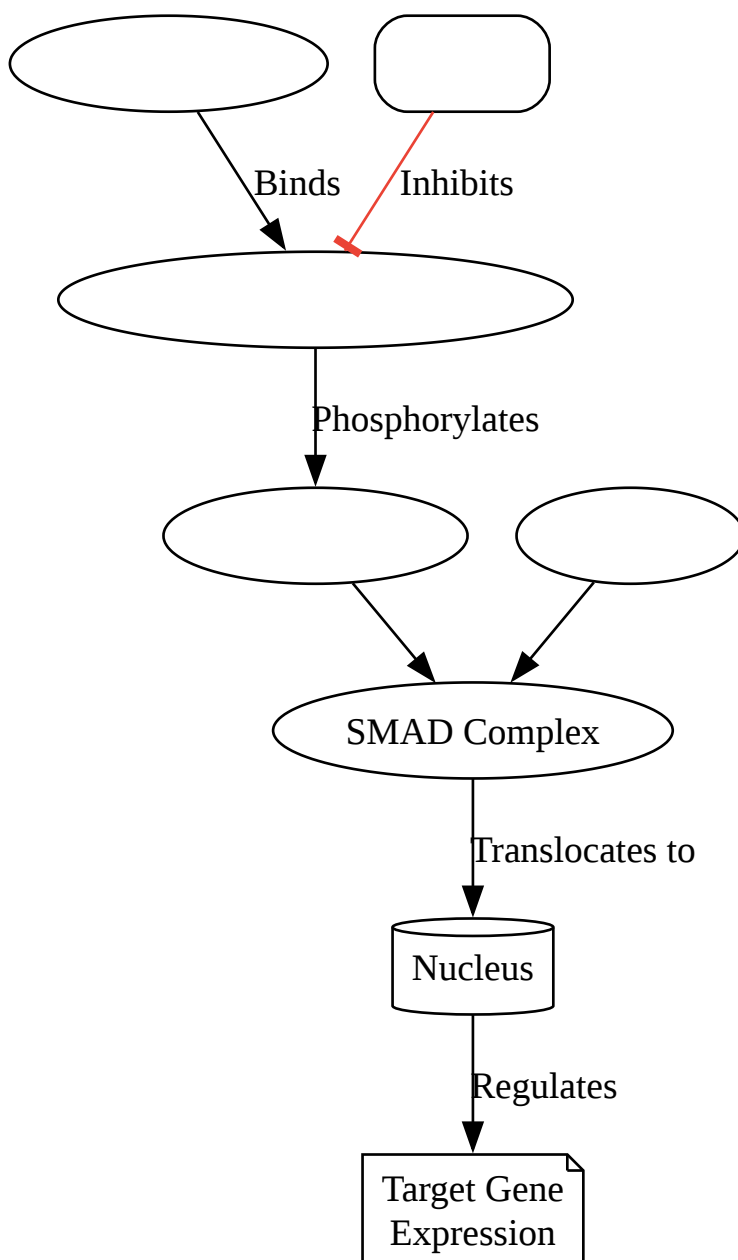 Binds
Inhibits
Phosphorylates
SMAD Complex
Translocates to
Nucleus
Regulates
Target Gene
Expression